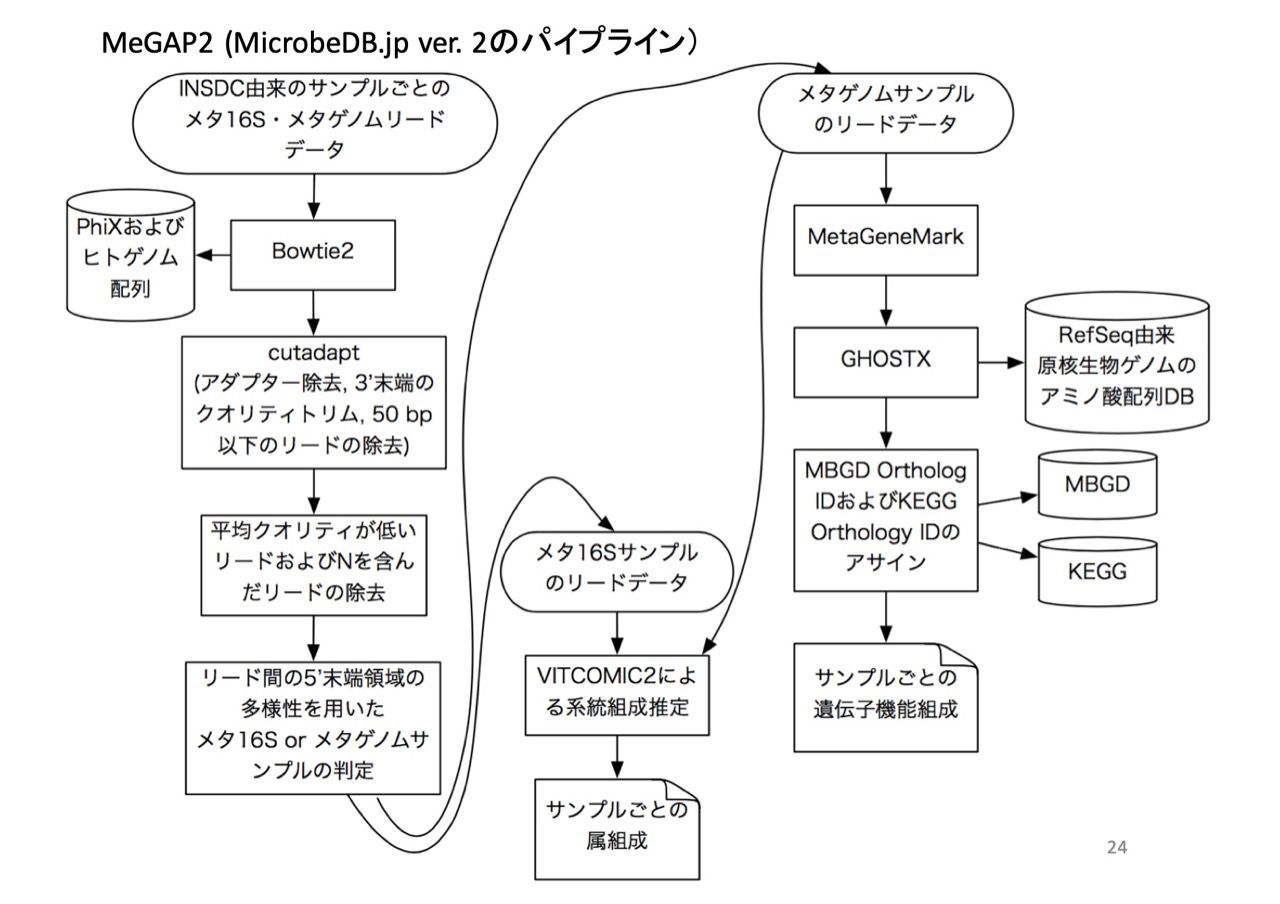 MeGAP2 (MicrobeDB.jp ver. 2のパイプライン）
INSDC由来のサンプルごとの
メタ16S・メタゲノムリード
データ
PhiXおよび
ヒトゲノム
配列
Bowtie2
cutadapt
(アダプター除去, 3’末端の
クオリティトリム, 50 bp
以下のリードの除去)
平均クオリティが低い
リードおよびNを含ん
だリードの除去
リード間の5’末端領域の
多様性を用いた
メタ16S or メタゲノムサ
ンプルの判定
メタ16Sサンプル
のリードデータ
VITCOMIC2によ
る系統組成推定
サンプルごとの
属組成
メタゲノムサンプル
のリードデータ
MetaGeneMark
GHOSTX
RefSeq由来
原核生物ゲノムの
アミノ酸配列DB
MBGD Ortholog
IDおよびKEGG
Orthology IDの
アサイン
MBGD
KEGG
サンプルごとの
遺伝子機能組成
24